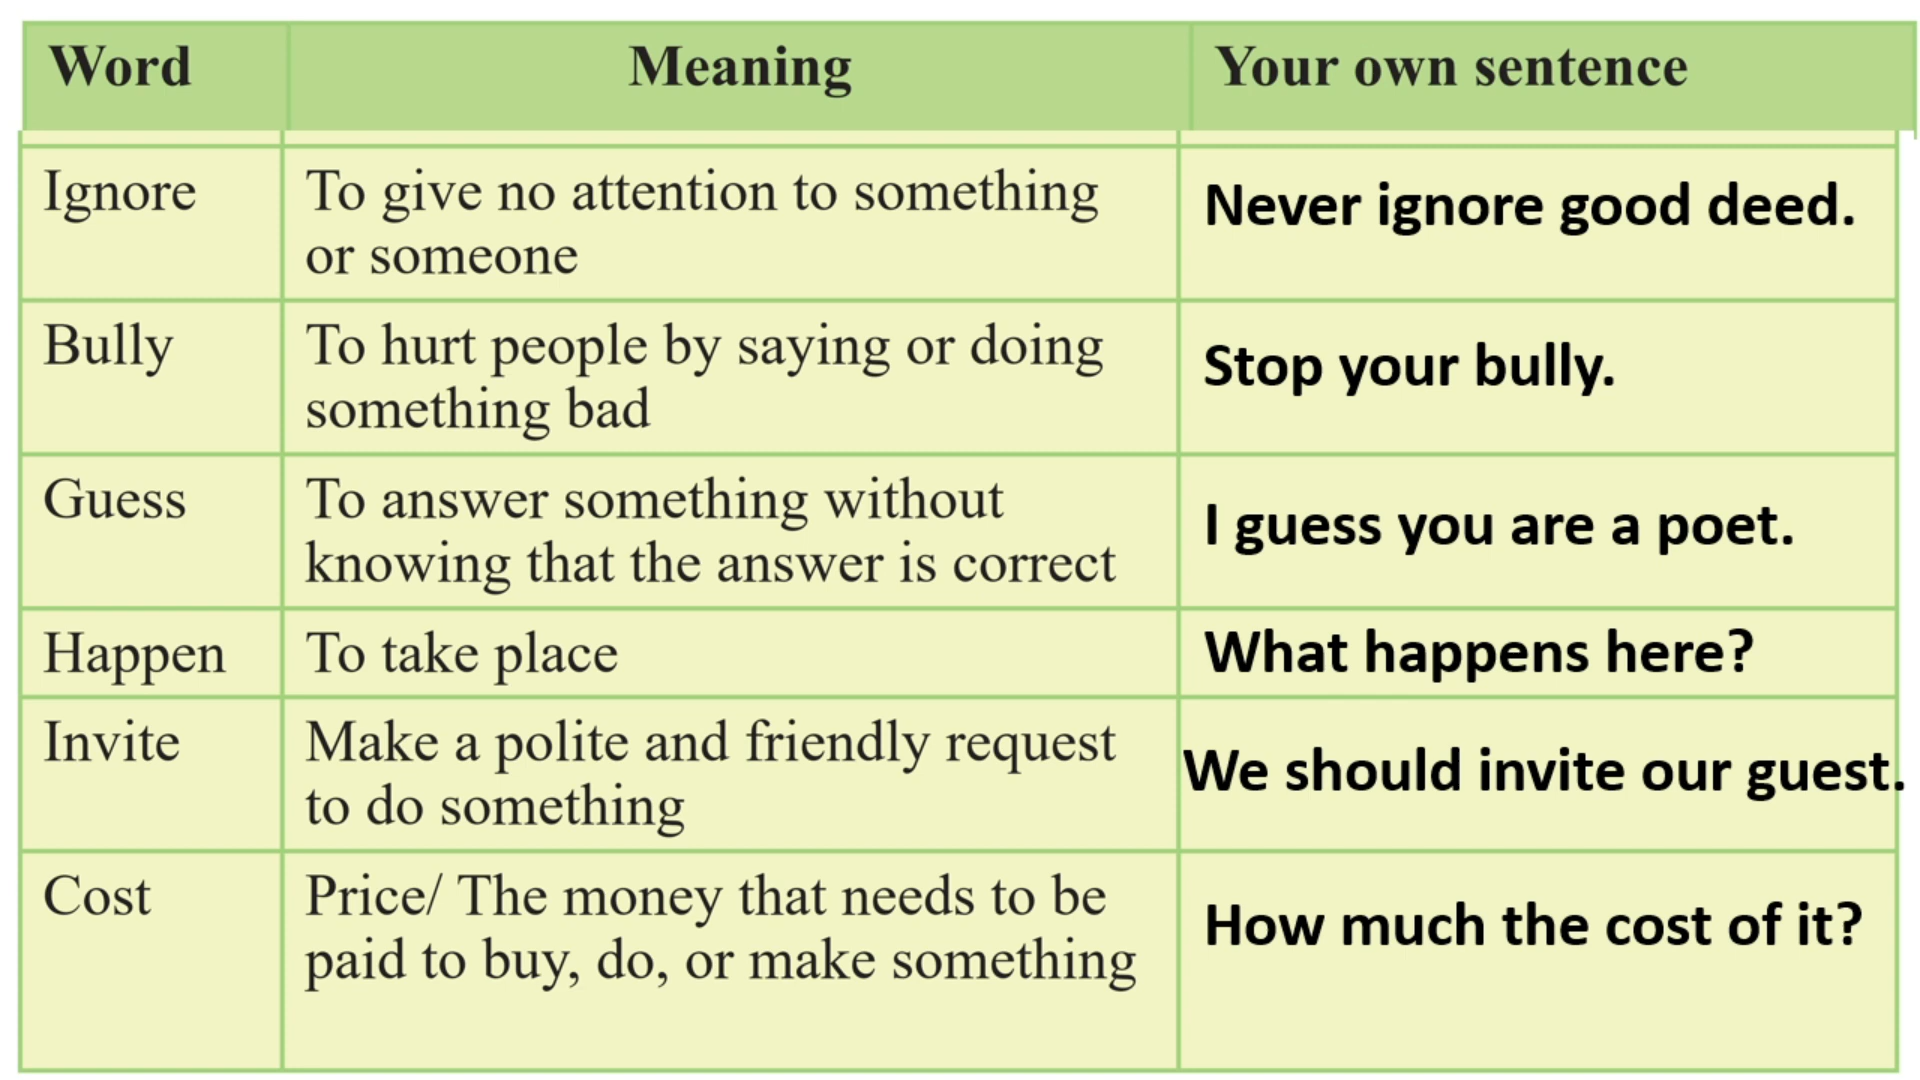 Word Meaning Your own sentence
Ignore To give no attention to something
or someone
Never ignore good deed.
Bully To hurt people by saying or doing
something bad
Stop your bully.
Guess To answer something without
knowing that the answer is correct
I guess you are a poet.
Happen To take place What happens here?
Invite Make a polite and friendly request
to do something
We should invite our guest.
Cost Price/ The money that needs to be
paid to buy, do, or make something
How much the cost of it?